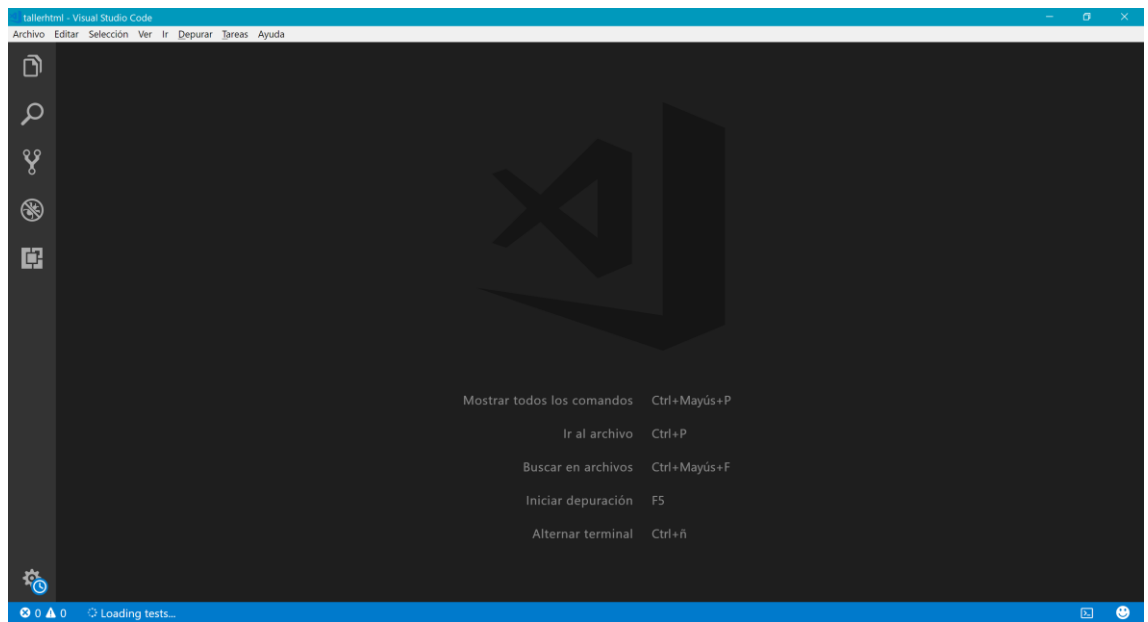 tallerhtml - Visual Studio Code
Archivo Editar Selección Ver Ir Depurar Tareas Ayuda
Mostrar todos los comandos Ctrl+Mayús+P
Ir al archivo Ctrl+P
Buscar en archivos Ctrl+Mayús+F
Iniciar depuración F5
Alternar terminal Ctrl+ñ
0 0 Loading tests...